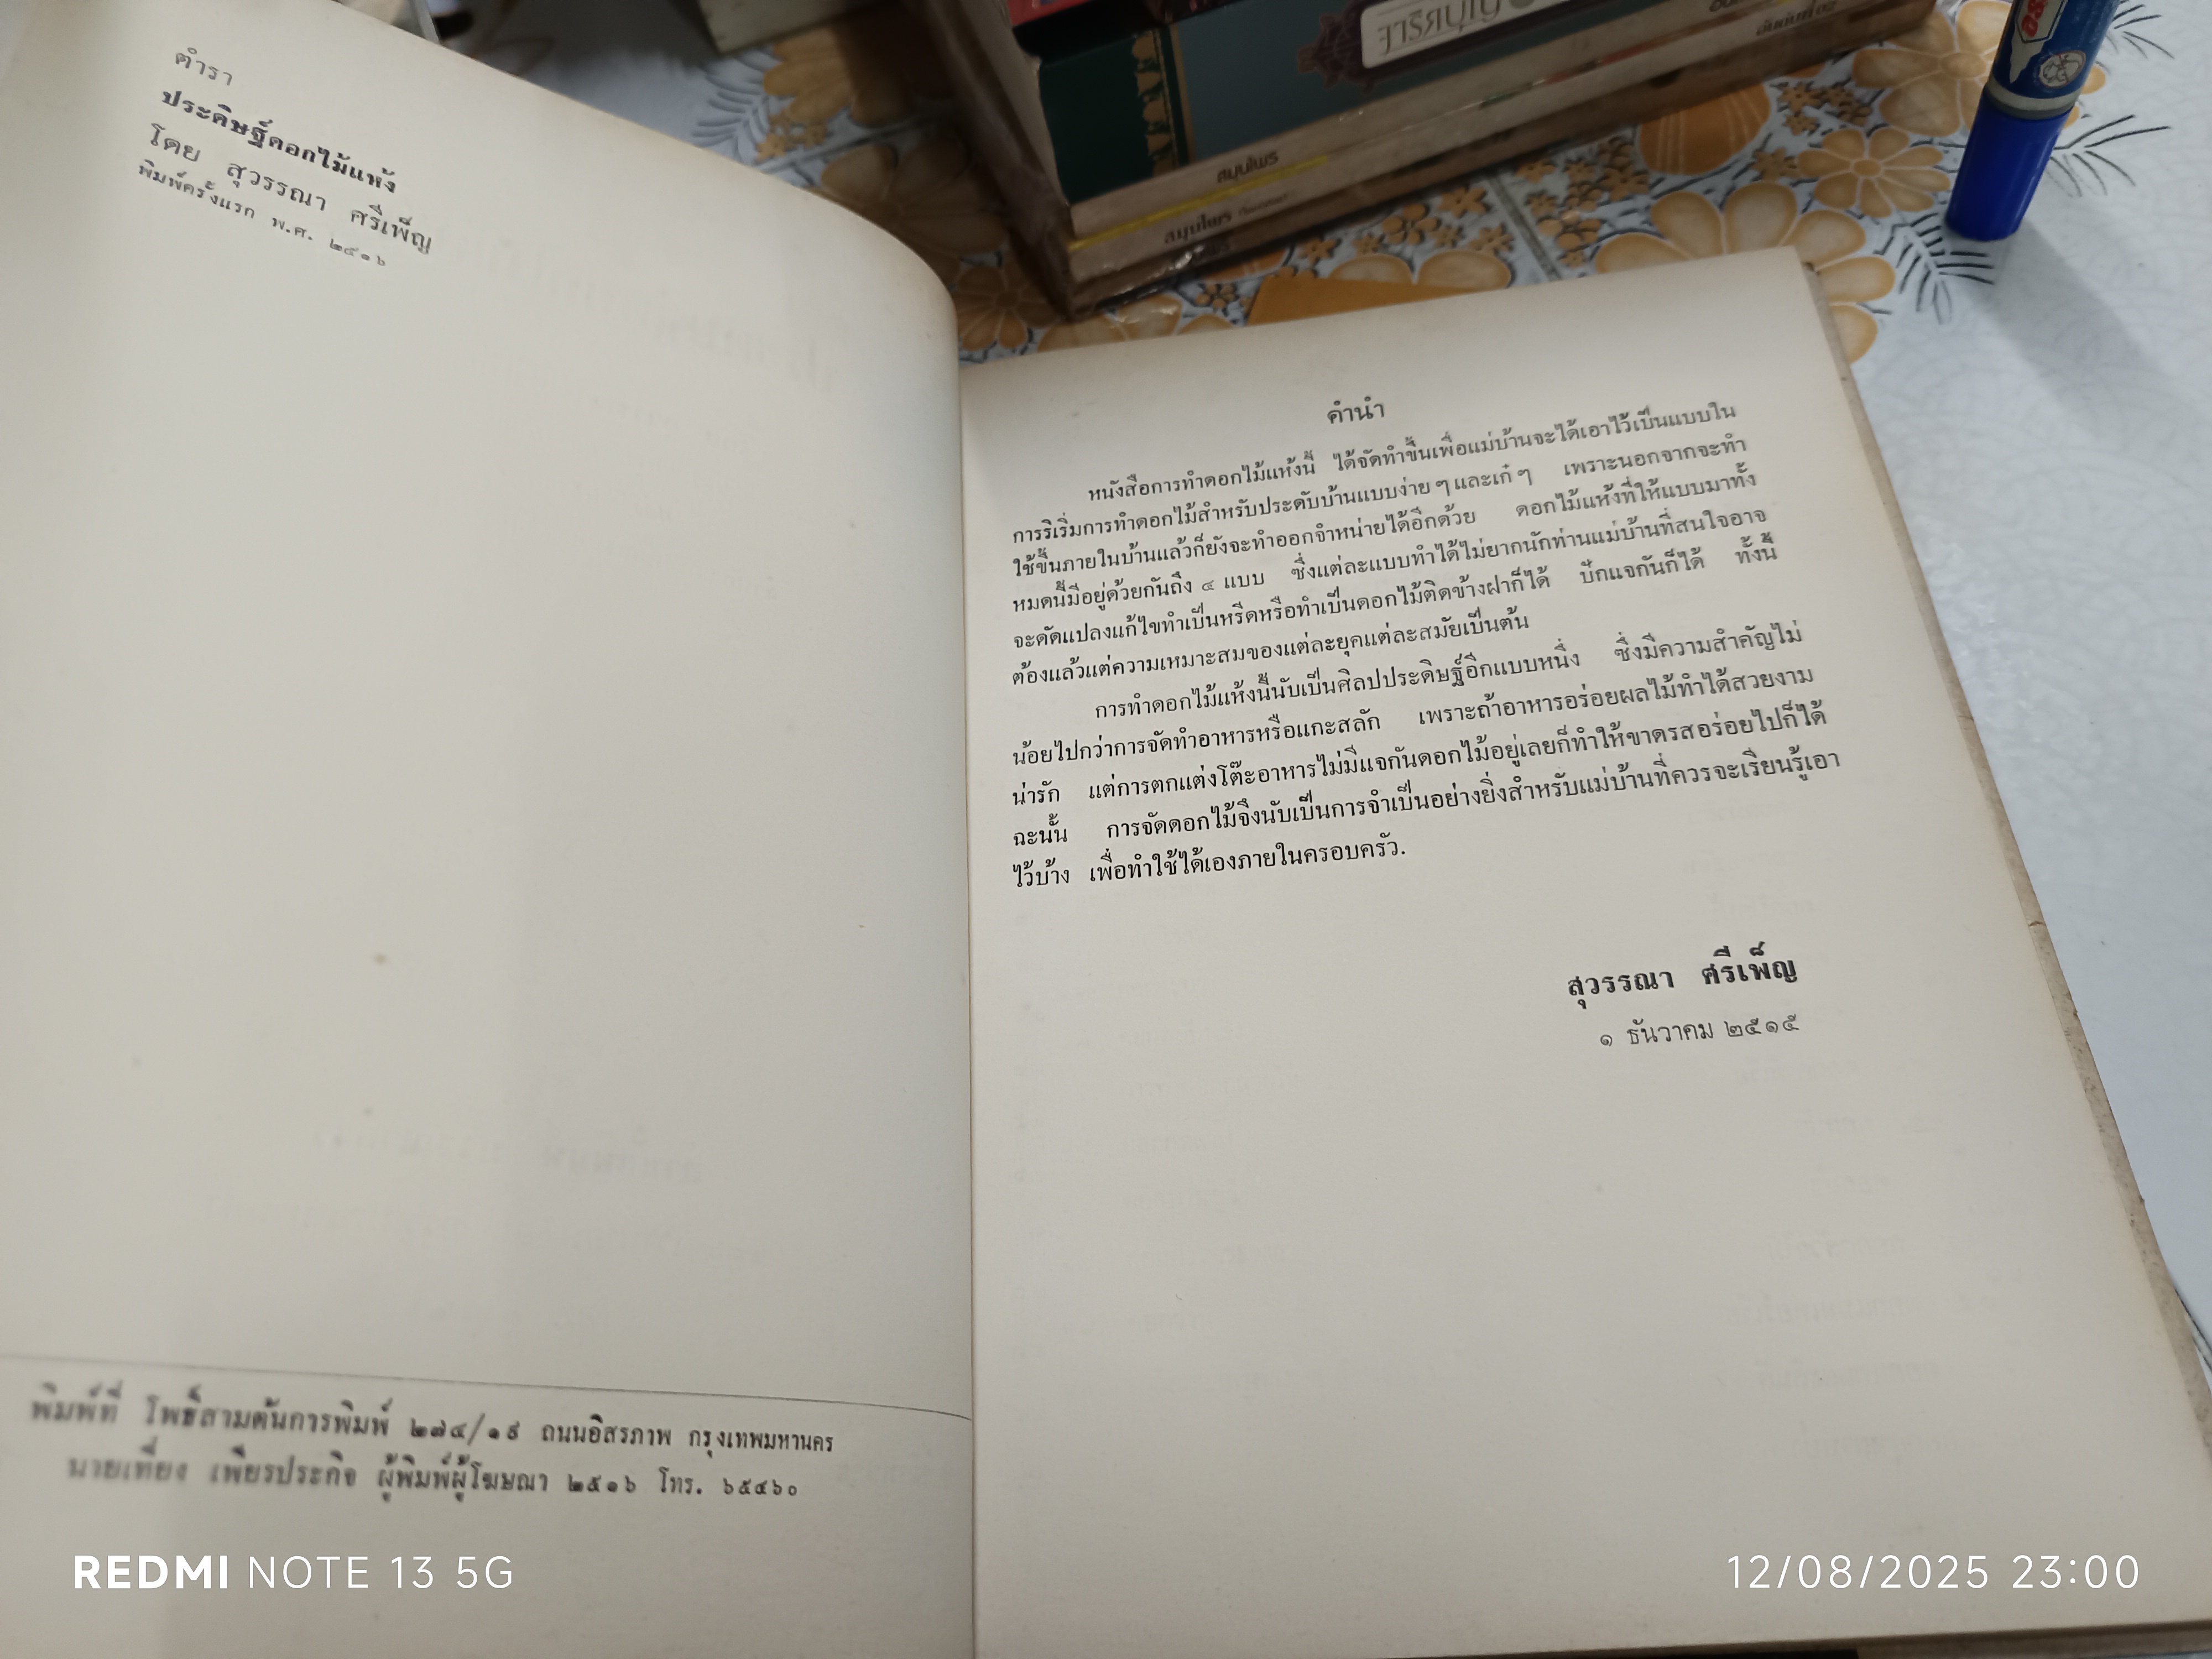 ตำรา
ประดิษฐ์ดอกไม้แห้ง
โดย สุวรรณา ศรีเพ็ญ
พิมพ์ครั้งแรก พ.ศ. ๒๕๑๖
พิมพ์ที่ โพธิ์สามต้นการพิมพ์ ๒๗๔/๑๙ ถนนอิสรภาพ กรุงเทพมหานคร
นายเที่ยง เพียรประกิจ ผู้พิมพ์ผู้โฆษณา ๒๕๑๖ โทร. ๖๕๔๖๐
คำนำ
หนังสือการทำดอกไม้แห้งนี้ ได้จัดทำขึ้นเพื่อแม่บ้านจะได้เอาไว้เป็นแบบใน
การริเริ่มการทำดอกไม้สำหรับประดับบ้านแบบง่าย ๆ และเก๋ ๆ เพราะนอกจากจะทำ
ใช้ขึ้นภายในบ้านแล้วก็ยังจะทำออกจำหน่ายได้อีกด้วย ดอกไม้แห้งที่ให้แบบมาทั้ง
หมดนี้มีอยู่ด้วยกันถึง ๔ แบบ ซึ่งแต่ละแบบทำได้ไม่ยากนักท่านแม่บ้านที่สนใจอาจ
จะดัดแปลงแก้ไขทำเป็นหรีดหรือทำเป็นดอกไม้ติดข้างฝาก็ได้ ปักแจกันก็ได้ ทั้งนี้
ต้องแล้วแต่ความเหมาะสมของแต่ละยุคแต่ละสมัยเป็นต้น
การทำดอกไม้แห้งนี้นับเป็นศิลปประดิษฐ์อีกแบบหนึ่ง ซึ่งมีความสำคัญไม่
น้อยไปกว่าการจัดทำอาหารหรือแกะสลัก เพราะถ้าอาหารอร่อยผลไม้ทำได้สวยงาม
น่ารัก แต่การตกแต่งโต๊ะอาหารไม่มีแจกันดอกไม้อยู่เลยก็ทำให้ขาดรสอร่อยไปก็ได้
ฉะนั้น การจัดดอกไม้จึงนับเป็นการจำเป็นอย่างยิ่งสำหรับแม่บ้านที่ควรจะเรียนรู้เอา
ไว้บ้าง เพื่อทำใช้ได้เองภายในครอบครัว.
สุวรรณา ศรีเพ็ญ
๑ ธันวาคม ๒๕๑๕
สมุนไพร
สมุนไพร
REDMI NOTE 13 5G
12/08/2025 23:00